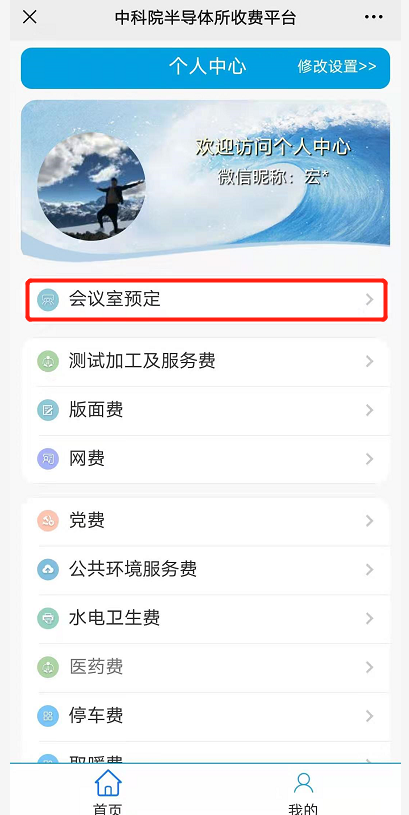 中科院半导体所收费平台
个人中心
修改设置>>
欢迎访问个人中心
微信昵称：宏*
会议室预定
测试加工及服务费
版面费
网费
党费
公共环境服务费
水电卫生费
医药费
停车费
取暖费
首页
我的